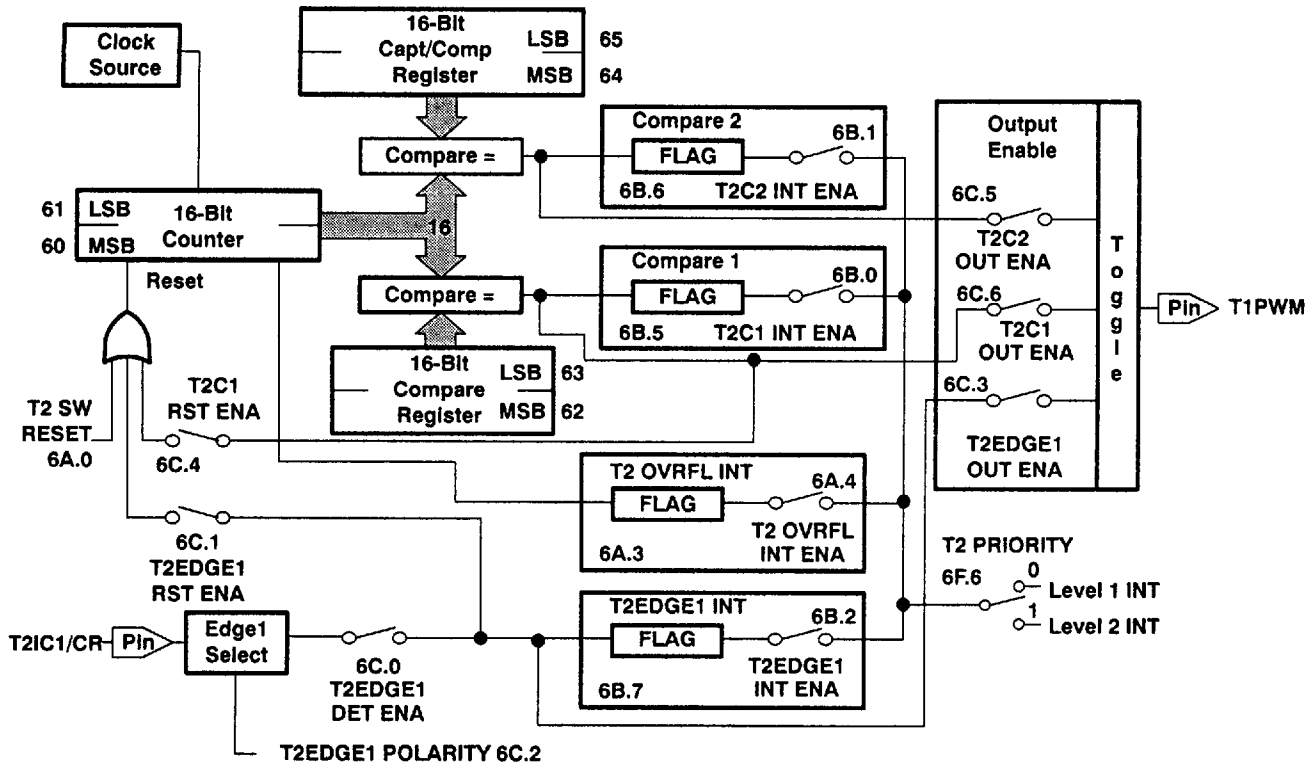 Clock
Source
16-Bit
Capt/Comp
Register
LSB
MSB
65
64
Compare =
61
60
LSB
MSB
16-Bit
Counter
16
Reset
Compare 2
FLAG
6B.1
6B.6
T2C2 INT ENA
Compare =
Compare 1
FLAG
6B.0
6B.5
T2C1 INT ENA
16-Bit
Compare
Register
LSB
MSB
63
62
Output
Enable
6C.5
T2C2
OUT ENA
6C.6
T2C1
OUT ENA
6C.3
T2EDGE1
OUT ENA
Toggle
Pin
T1PWM
T2 SW
RESET
6A.0
T2C1
RST ENA
6C.4
6C.1
T2EDGE1
RST ENA
T2 OVRFL INT
FLAG
6A.4
6A.3
T2 OVRFL
INT ENA
T2 PRIORITY
6F.6
0
Level 1 INT
1
Level 2 INT
T2IC1/CR
Pin
Edge1
Select
6C.0
T2EDGE1
DET ENA
T2EDGE1 INT
FLAG
6B.2
6B.7
T2EDGE1
INT ENA
T2EDGE1 POLARITY 6C.2